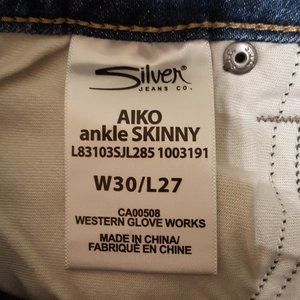 Silver
JEANS CO.
AIKO
ankle SKINNY
L83103SJL285 1003191
W30/L27
CA00508
WESTERN GLOVE WORKS
MADE IN CHINA/
FABRIQUÉ EN CHINE